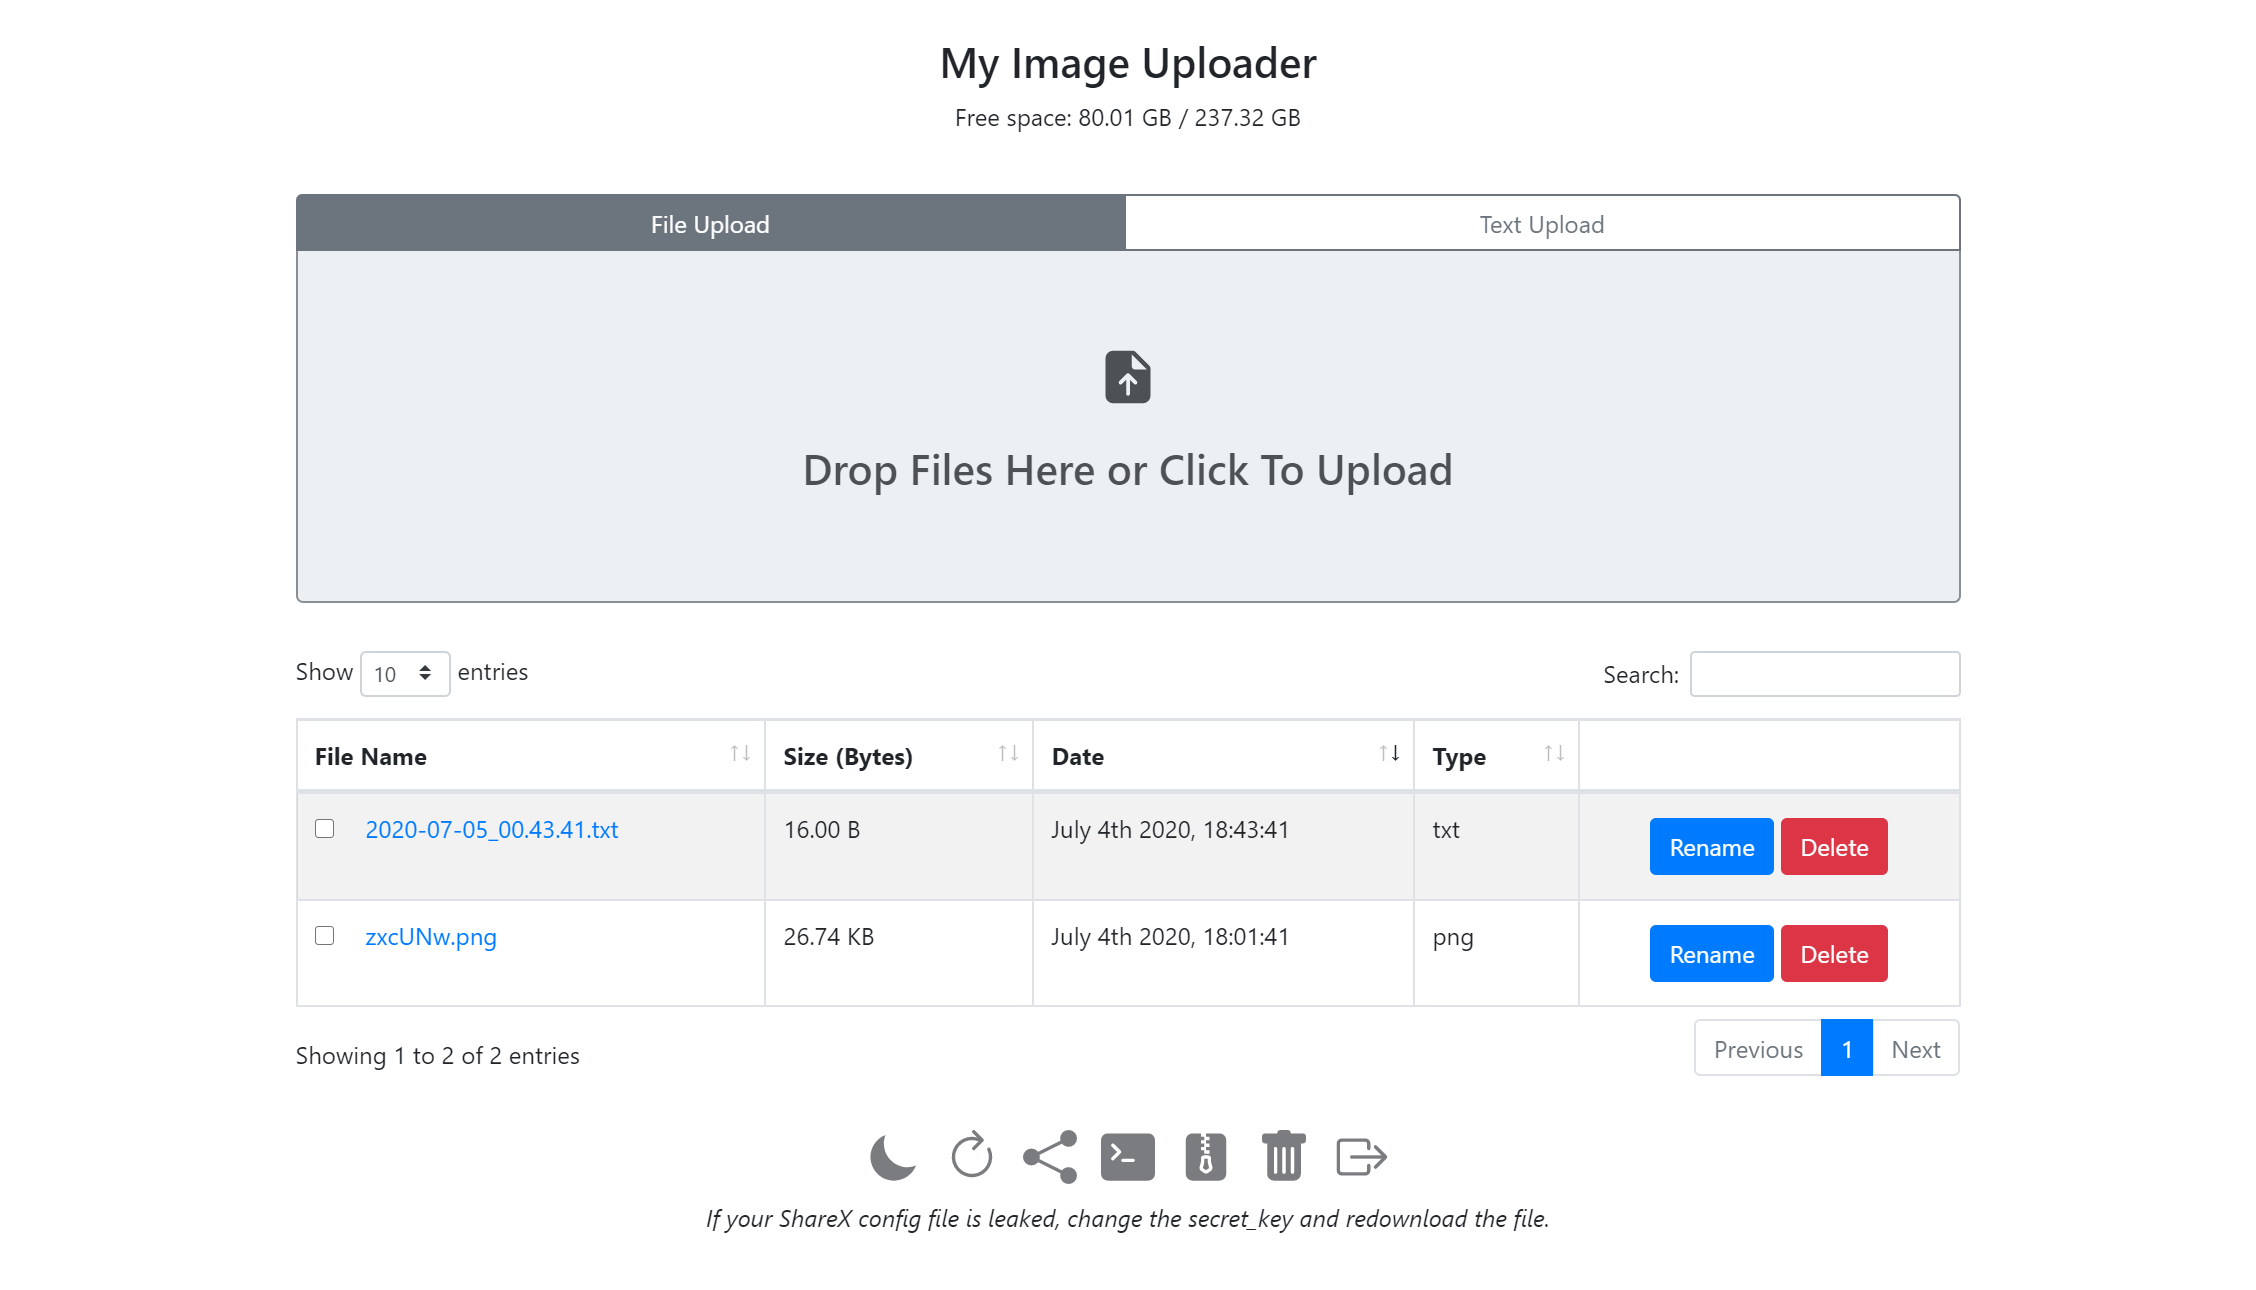 My Image Uploader
Free space: 80.01 GB / 237.32 GB
File Upload
Text Upload
Drop Files Here or Click To Upload
Show 10 entries
Search:
File Name
Size (Bytes)
Date
Type
2020-07-05_00.43.41.txt
16.00 B
July 4th 2020, 18:43:41
txt
Rename
Delete
zxcUNw.png
26.74 KB
July 4th 2020, 18:01:41
png
Rename
Delete
Showing 1 to 2 of 2 entries
Previous
1
Next
If your ShareX config file is leaked, change the secret_key and redownload the file.